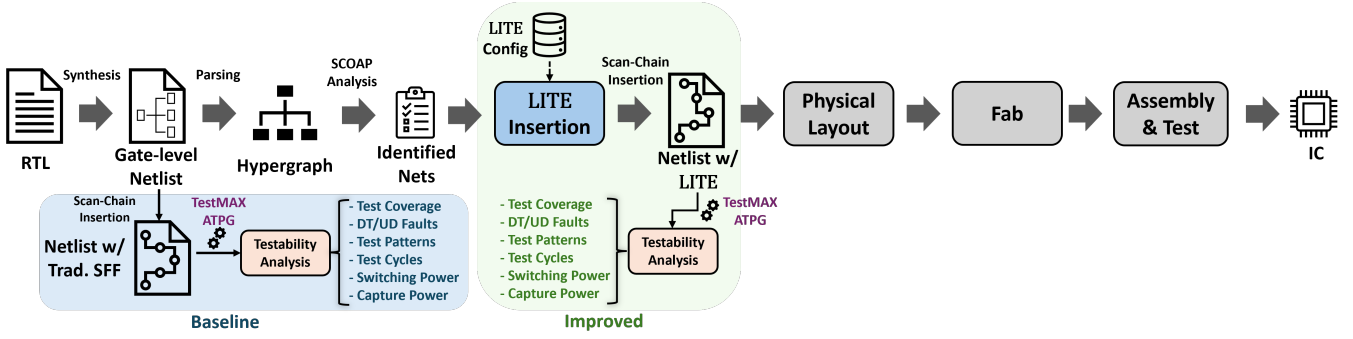 RTL
Synthesis
Gate-level
Netlist
Parsing
Hypergraph
SCOAP
Analysis
Identified
Nets
LITE
Config
LITE
Insertion
Scan-Chain
Insertion
Netlist w/
LITE
Physical
Layout
Fab
Assembly
& Test
IC
Scan-Chain
Insertion
Netlist w/
Trad. SFF
TestMAX
ATPG
Testability
Analysis
- Test Coverage
- DT/UD Faults
- Test Patterns
- Test Cycles
- Switching Power
- Capture Power
Baseline
- Test Coverage
- DT/UD Faults
- Test Patterns
- Test Cycles
- Switching Power
- Capture Power
Testability
Analysis
TestMAX
ATPG
Improved